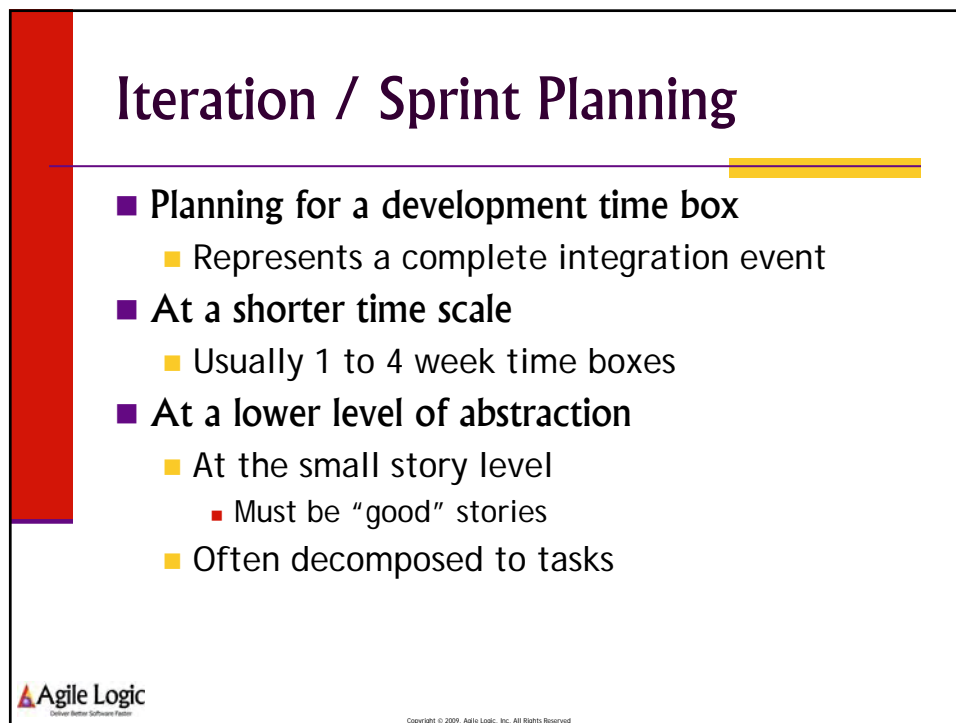 Iteration / Sprint Planning
Planning for a development time box
Represents a complete integration event
At a shorter time scale
Usually 1 to 4 week time boxes
At a lower level of abstraction
At the small story level
Must be “good” stories
Often decomposed to tasks
Agile Logic
Deliver Better Software Faster
Copyright © 2009, Agile Logic, Inc. All Rights Reserved